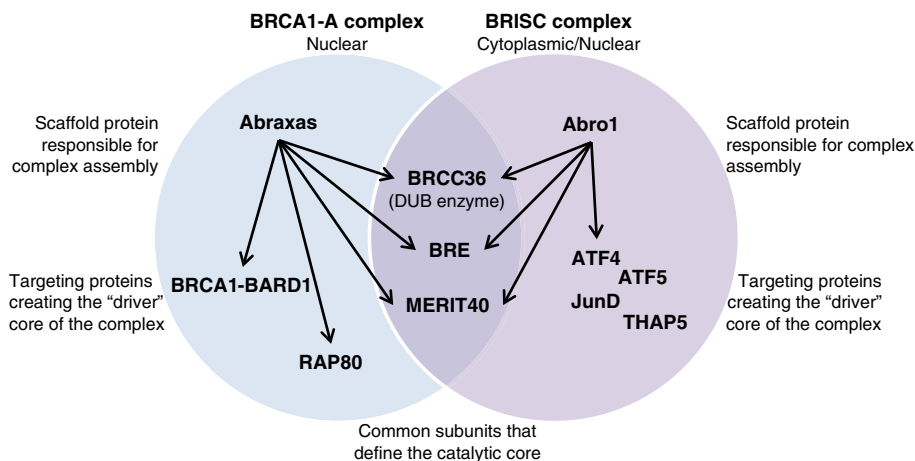 BRCA1-A complex
Nuclear
BRISC complex
Cytoplasmic/Nuclear
Scaffold protein
responsible for
complex assembly
Abraxas
Abro1
Scaffold protein
responsible for complex
assembly
BRCC36
(DUB enzyme)
BRE
MERIT40
Targeting proteins
creating the “driver”
core of the complex
BRCA1-BARD1
RAP80
ATF4
ATF5
JunD
THAP5
Targeting proteins
creating the “driver”
core of the complex
Common subunits that
define the catalytic core